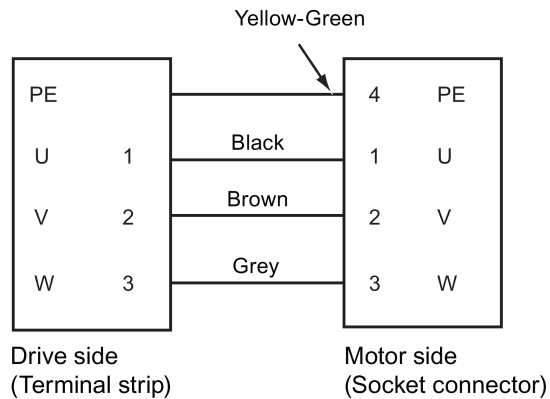 Yellow-Green
PE 4 PE
U 1 Black 1 U
V 2 Brown 2 V
W 3 Grey 3 W
Drive side
(Terminal strip)
Motor side
(Socket connector)